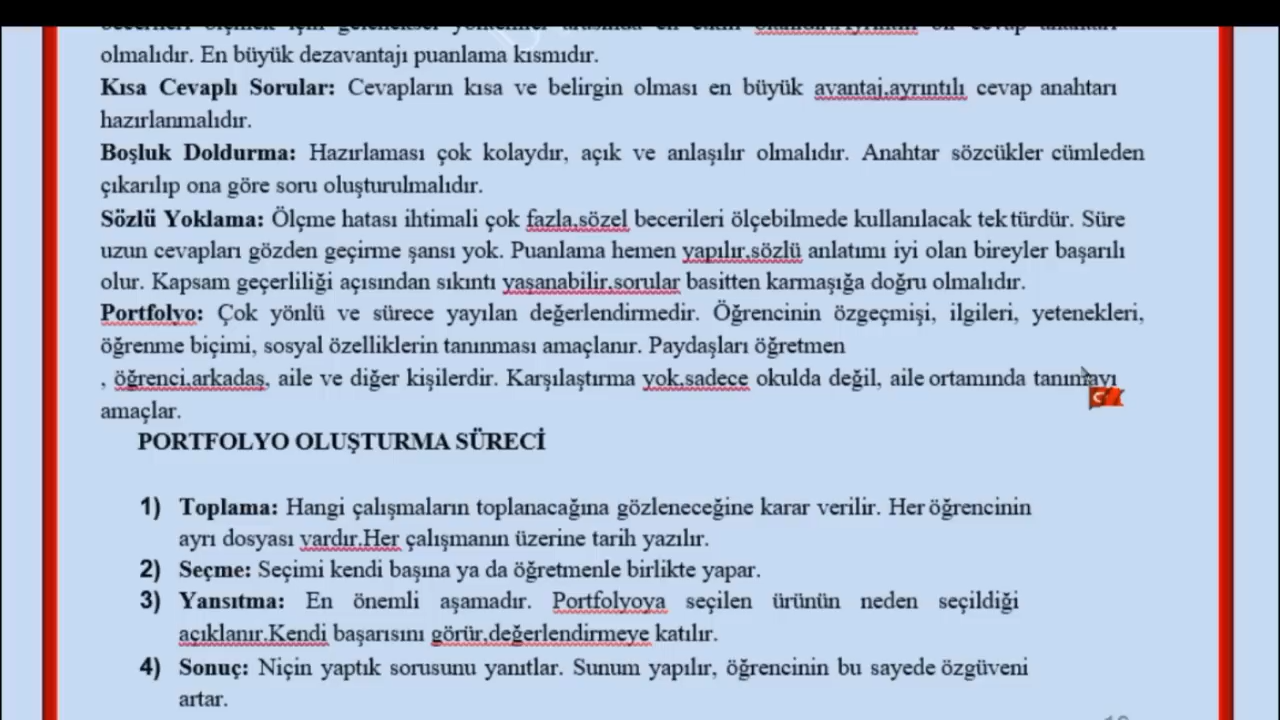 olmalıdır. En büyük dezavantajı puanlama kısmıdır.
Kısa Cevaplı Sorular: Cevapların kısa ve belirgin olması en büyük avantaj,ayrıntılı cevap anahtarı
hazırlanmalıdır.
Boşluk Doldurma: Hazırlaması çok kolaydır, açık ve anlaşılır olmalıdır. Anahtar sözcükler cümleden
çıkarılıp ona göre soru oluşturulmalıdır.
Sözlü Yoklama: Ölçme hatası ihtimali çok fazla,sözel becerileri ölçebilmede kullanılacak tek türdür. Süre
uzun cevapları gözden geçirme şansı yok. Puanlama hemen yapılır,sözlü anlatımı iyi olan bireyler başarılı
olur. Kapsam geçerliliği açısından sıkıntı yaşanabilir,sorular basitten karmaşığa doğru olmalıdır.
Portfolyo: Çok yönlü ve sürece yayılan değerlendirmedir. Öğrencinin özgeçmişi, ilgileri, yetenekleri,
öğrenme biçimi, sosyal özelliklerin tanınması amaçlanır. Paydaşları öğretmen
, öğrenci,arkadaş, aile ve diğer kişilerdir. Karşılaştırma yok,sadece okulda değil, aile ortamında tanımayı
amaçlar.
PORTFOLYO OLUŞTURMA SÜRECİ
1) Toplama: Hangi çalışmaların toplanacağına gözleneceğine karar verilir. Her öğrencinin
ayrı dosyası vardır.Her çalışmanın üzerine tarih yazılır.
2) Seçme: Seçimi kendi başına ya da öğretmenle birlikte yapar.
3) Yansıtma: En önemli aşamadır. Portfolyoya seçilen ürünün neden seçildiği
açıklanır.Kendi başarısını görür,değerlendirmeye katılır.
4) Sonuç: Niçin yaptık sorusunu yanıtlar. Sunum yapılır, öğrencinin bu sayede özgüveni
artar.